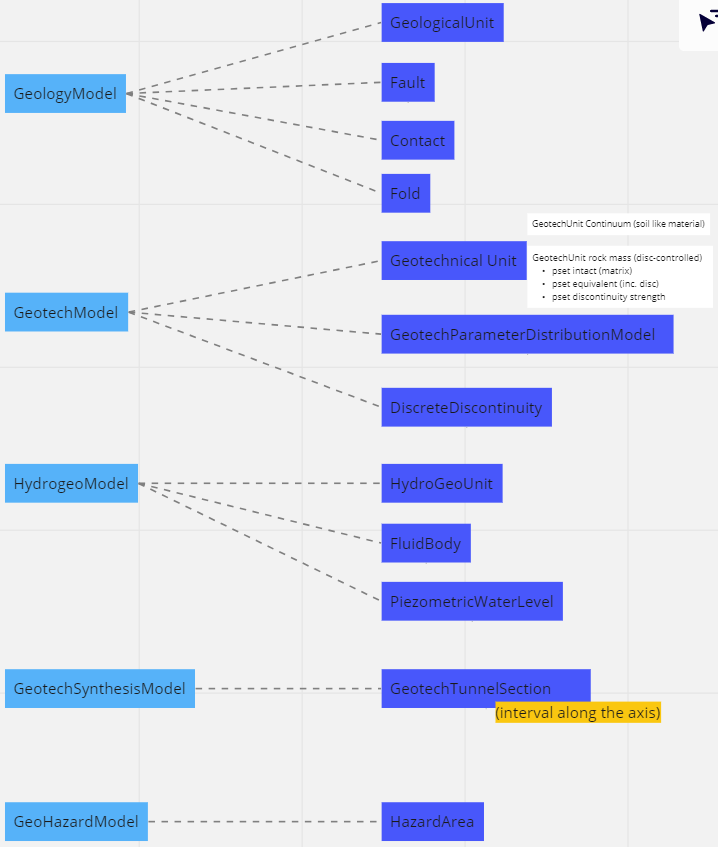 GeologicalUnit
GeologyModel
Fault
Contact
Fold
GeotechUnit Continuum (soil like material)
Geotechnical Unit
GeotechUnit rock mass (disc-controlled)
• pset intact (matrix)
• pset equivalent (inc. disc)
• pset discontinuity strength
GeotechModel
GeotechParameterDistributionModel
DiscreteDiscontinuity
HydrogeoModel
HydroGeoUnit
FluidBody
PiezometricWaterLevel
GeotechSynthesisModel
GeotechTunnelSection
(interval along the axis)
GeoHazardModel
HazardArea